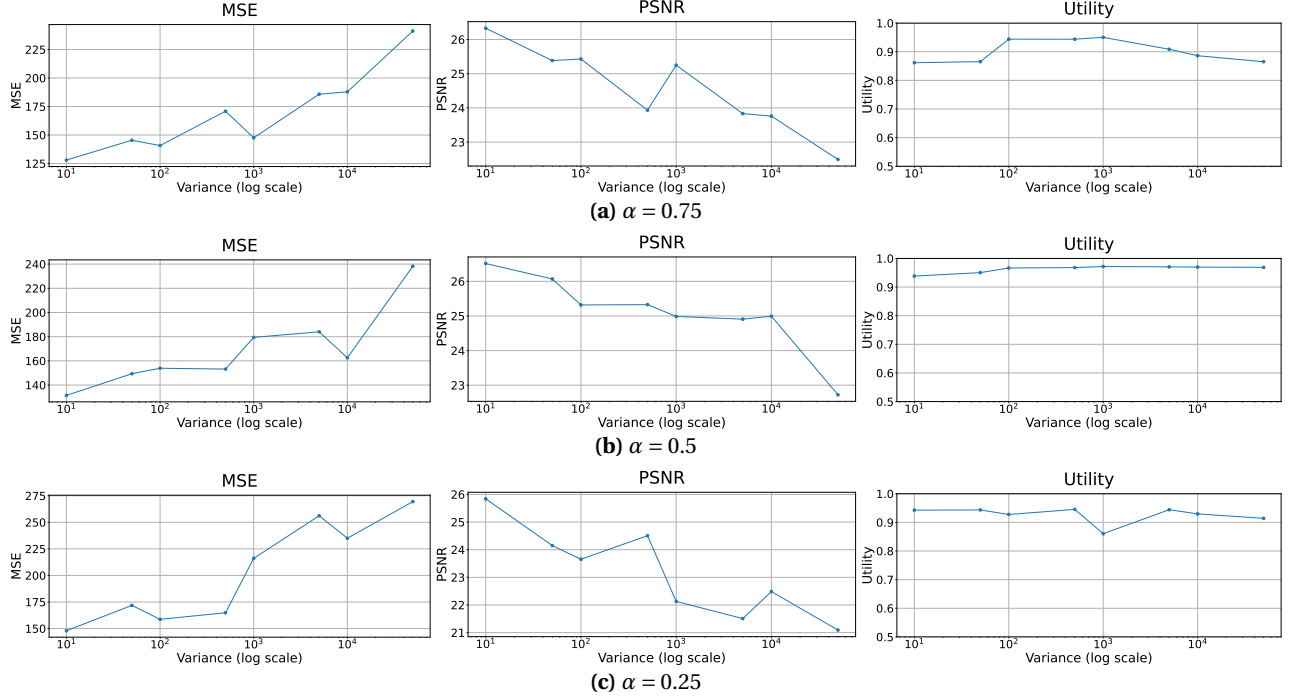 MSE
PSNR
Utility
MSE
225
200
175
150
125
10¹ 10² 10³ 10⁴
Variance (log scale)
PSNR
26
25
24
23
10¹ 10² 10³ 10⁴
Variance (log scale)
Utility
1.0
0.9
0.8
0.7
0.6
0.5
10¹ 10² 10³ 10⁴
Variance (log scale)
(a) α = 0.75
MSE
PSNR
Utility
MSE
240
220
200
180
160
140
10¹ 10² 10³ 10⁴
Variance (log scale)
PSNR
26
25
24
23
10¹ 10² 10³ 10⁴
Variance (log scale)
Utility
1.0
0.9
0.8
0.7
0.6
0.5
10¹ 10² 10³ 10⁴
Variance (log scale)
(b) α = 0.5
MSE
PSNR
Utility
MSE
275
250
225
200
175
150
10¹ 10² 10³ 10⁴
Variance (log scale)
PSNR
26
25
24
23
22
21
10¹ 10² 10³ 10⁴
Variance (log scale)
Utility
1.0
0.9
0.8
0.7
0.6
0.5
10¹ 10² 10³ 10⁴
Variance (log scale)
(c) α = 0.25